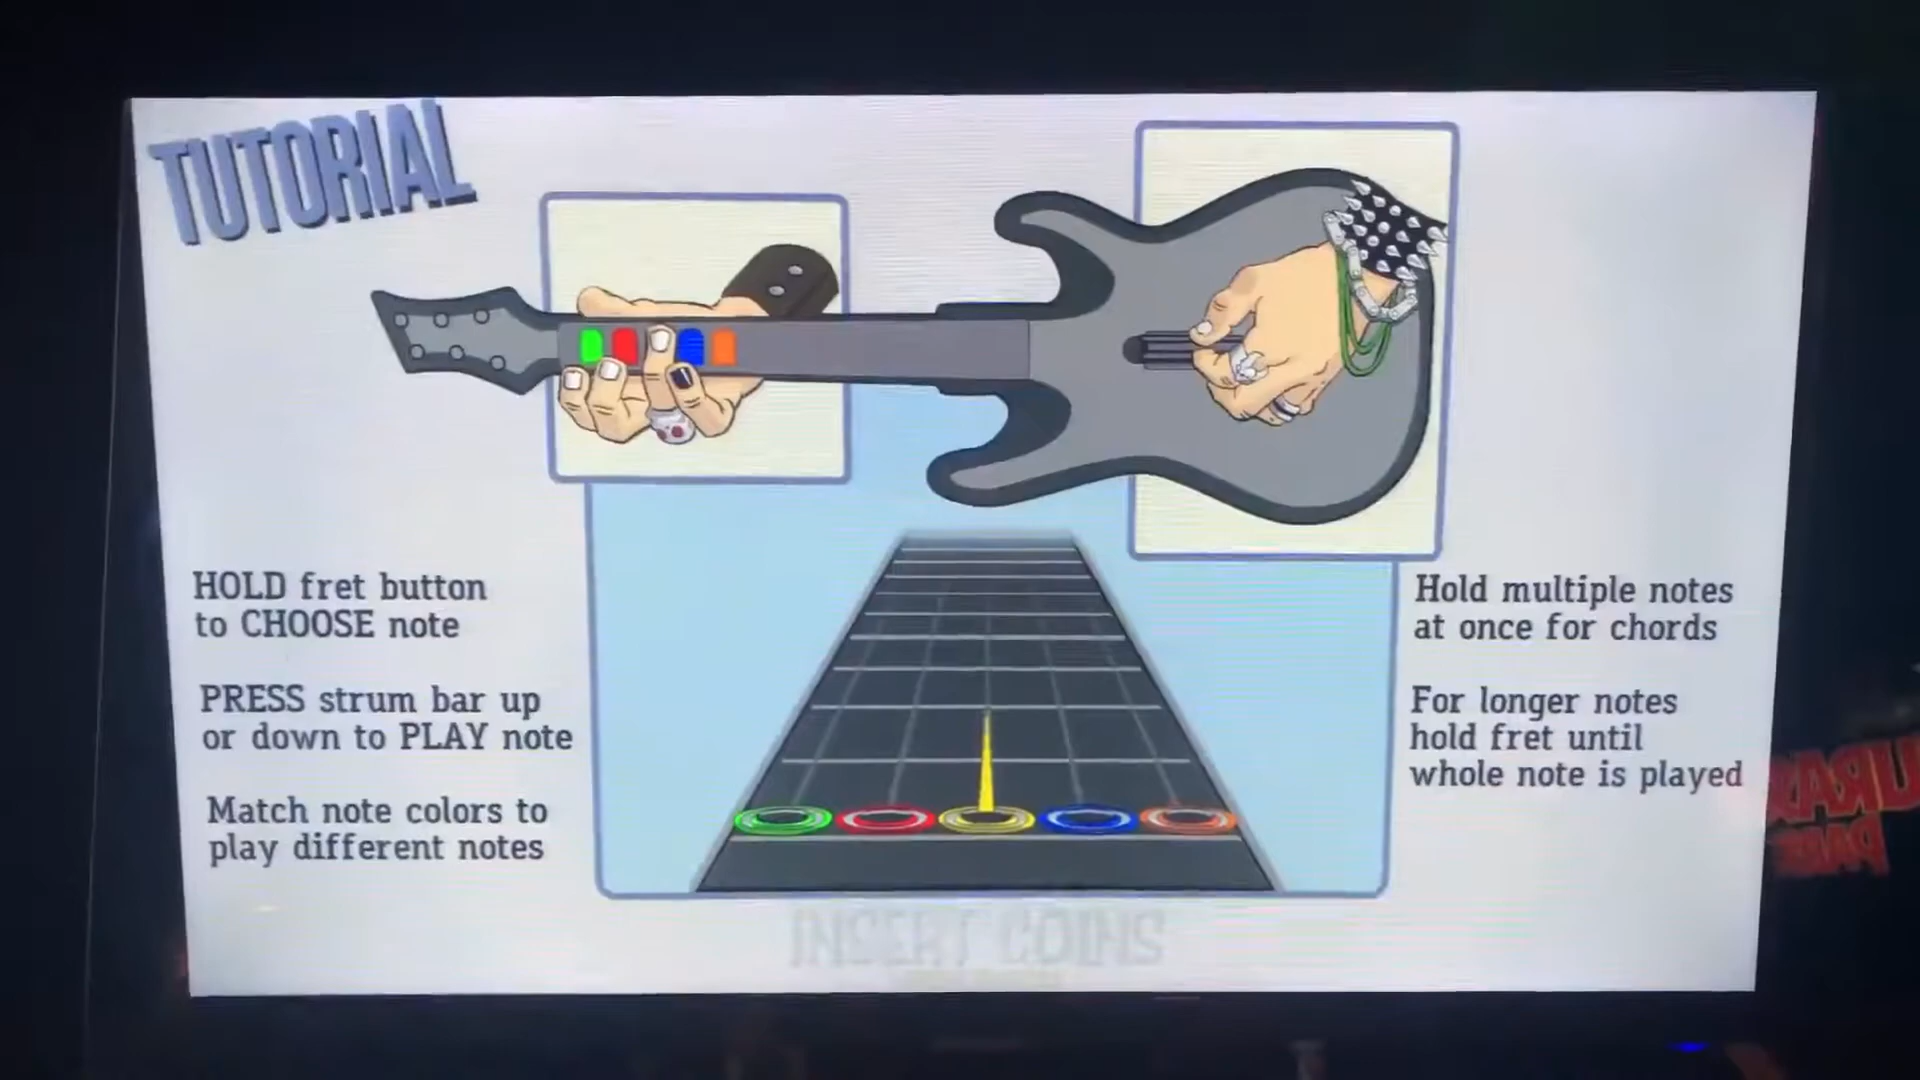 TUTORIAL
HOLD fret button
to CHOOSE note
PRESS strum bar up
or down to PLAY note
Match note colors to
play different notes
Hold multiple notes
at once for chords
For longer notes
hold fret until
whole note is played
INSERT COINS